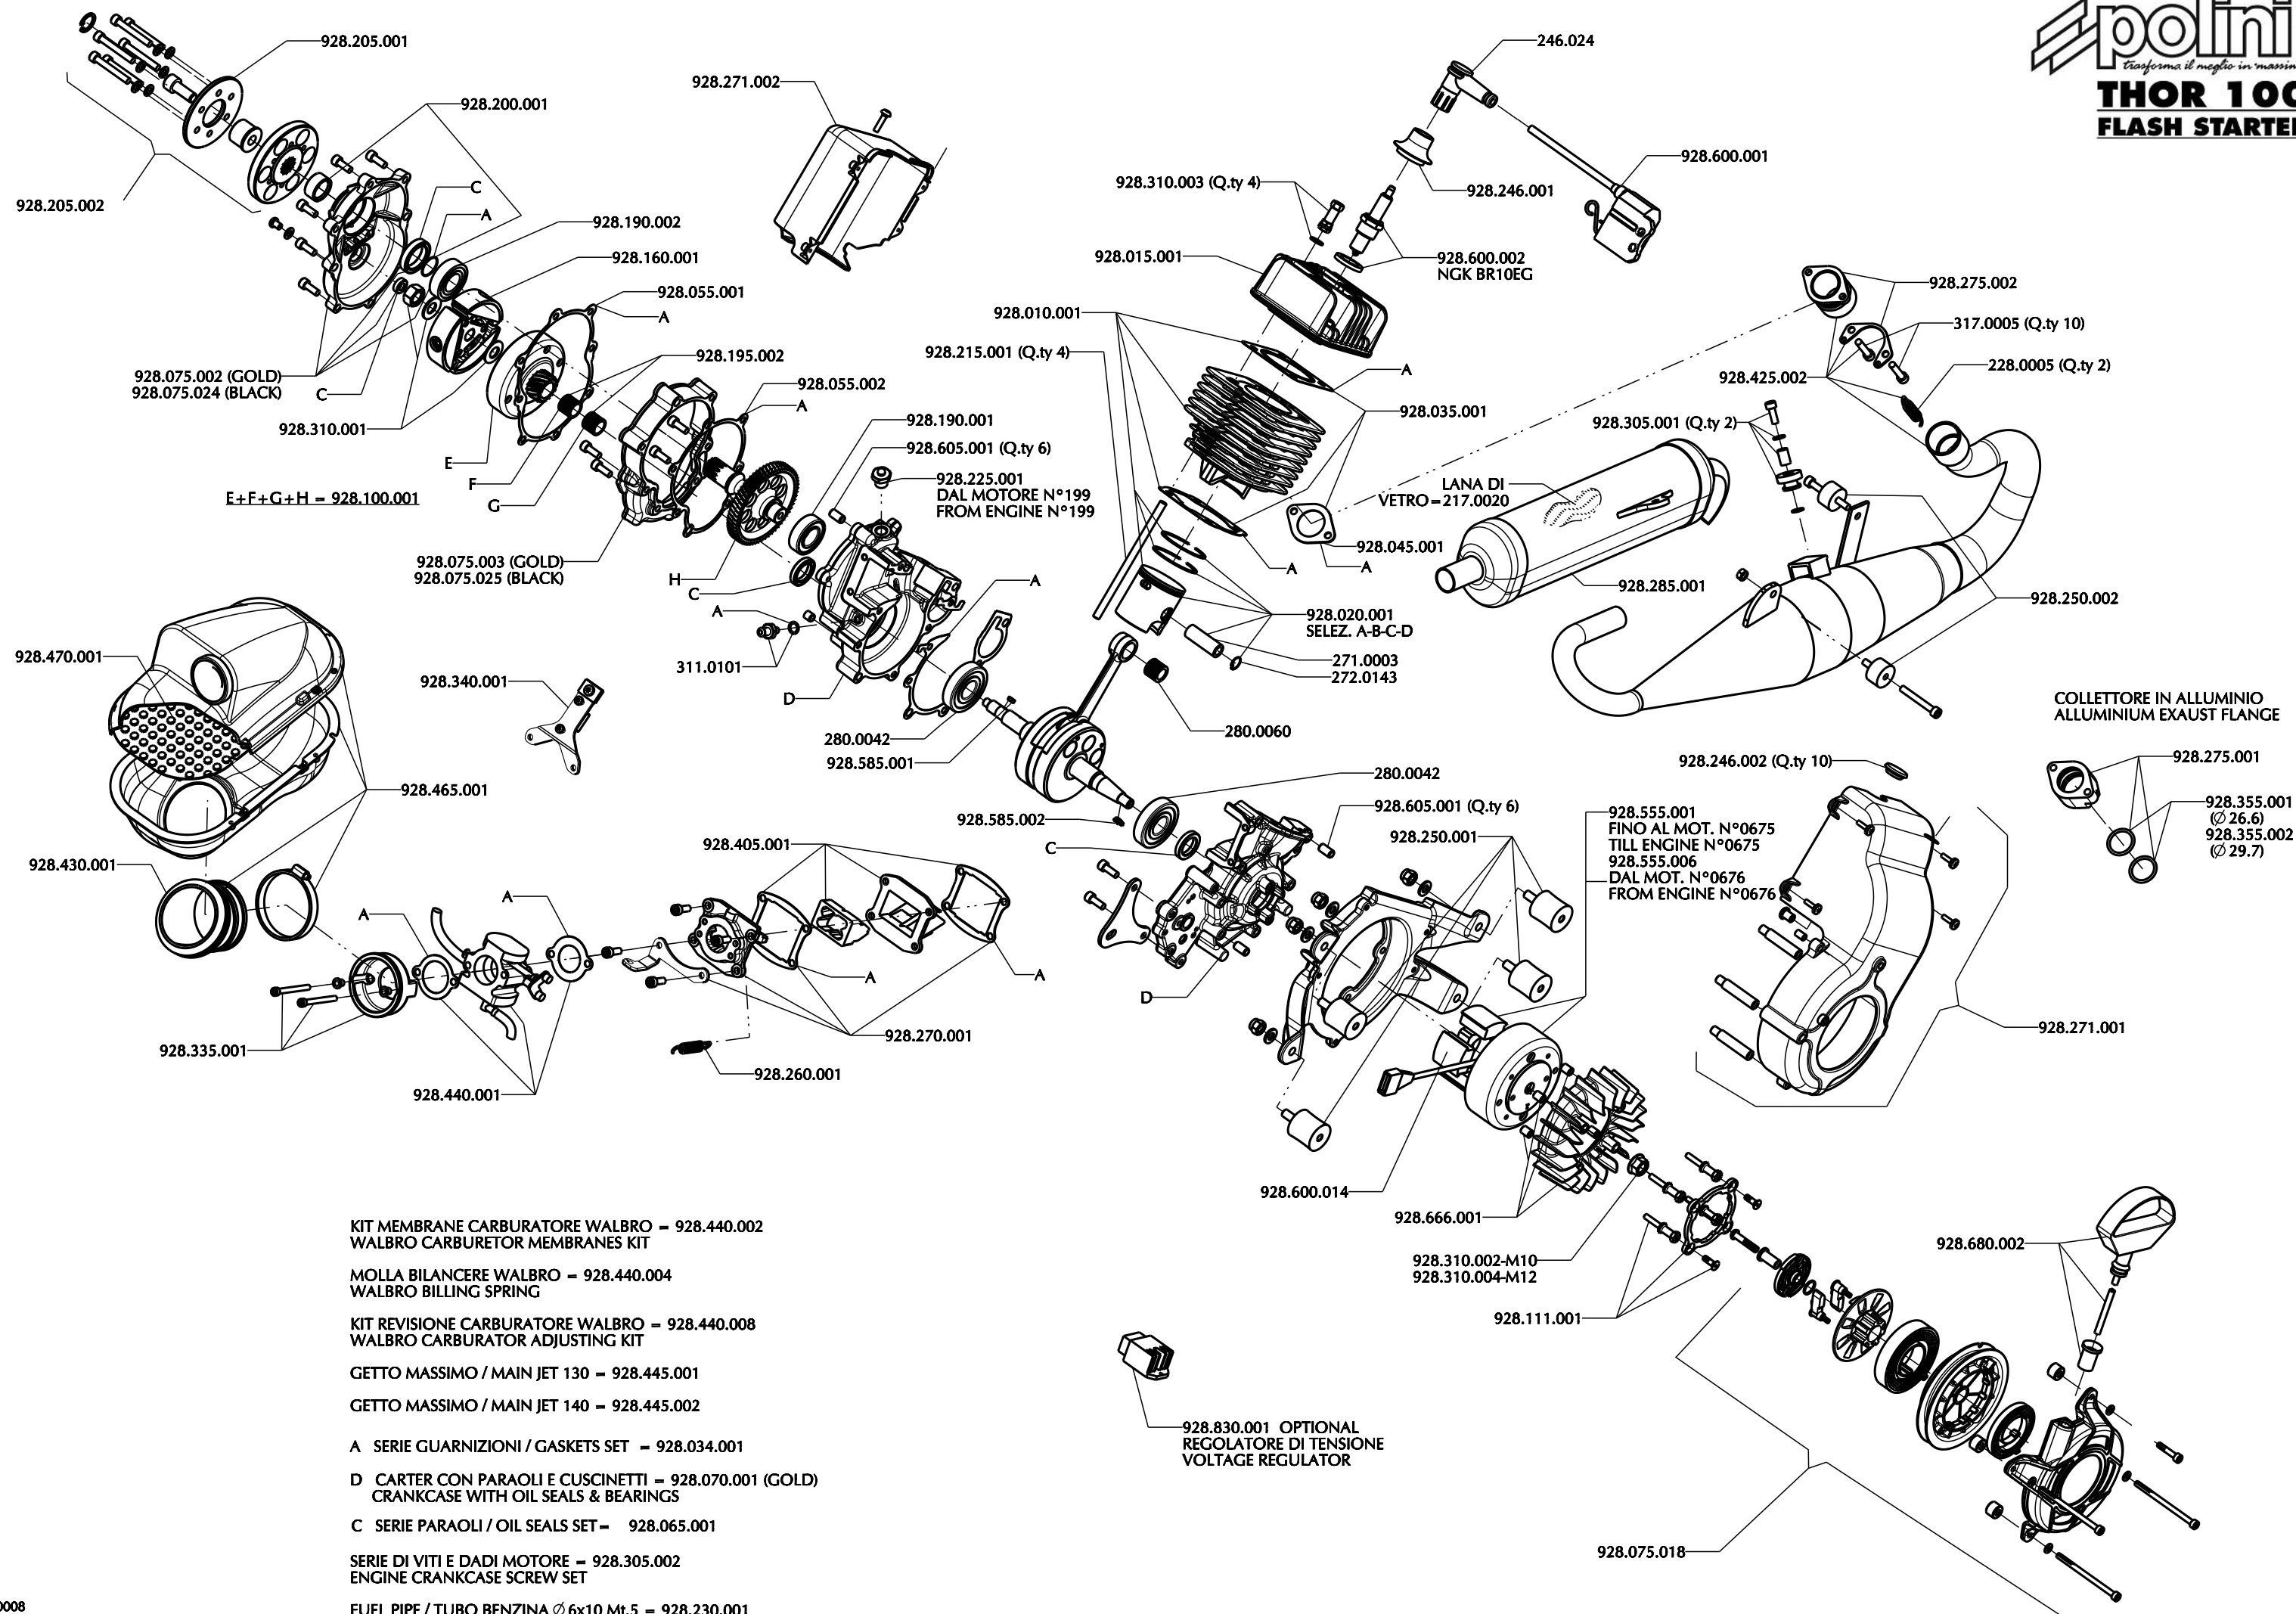 polini
trasforma il meglio in
THOR 100
FLASH STARTER
928.205.001
928.200.001
928.205.002
C
A
928.190.002
928.160.001
928.055.001
A
928.075.002 (GOLD)
928.075.024 (BLACK)
C
928.310.001
928.195.002
928.055.002
A
928.190.001
928.605.001 (Q.ty 6)
928.225.001
DAL MOTORE N°199
FROM ENGINE N°199
E
F
G
E+F+G+H = 928.100.001
928.075.003 (GOLD)
928.075.025 (BLACK)
H
C
A
311.0101
D
A
280.0042
928.585.001
928.271.002
246.024
928.600.001
928.310.003 (Q.ty 4)
928.246.001
928.015.001
928.600.002
NGK BR10EG
928.010.001
928.215.001 (Q.ty 4)
A
928.035.001
928.045.001
A
A
928.020.001
SELEZ. A-B-C-D
271.0003
272.0143
280.0060
928.275.002
317.0005 (Q.ty 10)
228.0005 (Q.ty 2)
928.425.002
928.305.001 (Q.ty 2)
LANA DI
VETRO=217.0020
928.285.001
928.250.002
COLLETTORE IN ALLUMINIO
ALLUMINIUM EXAUST FLANGE
928.275.001
928.355.001
(Ø 26.6)
928.355.002
(Ø 29.7)
928.246.002 (Q.ty 10)
928.271.001
928.470.001
928.340.001
928.465.001
928.430.001
A
A
928.335.001
928.440.001
928.405.001
A
A
928.270.001
928.260.001
928.585.002
280.0042
928.605.001 (Q.ty 6)
C
D
928.250.001
928.555.001
FINO AL MOT. N°0675
TILL ENGINE N°0675
928.555.006
DAL MOT. N°0676
FROM ENGINE N°0676
928.600.014
928.666.001
928.310.002-M10
928.310.004-M12
928.111.001
928.680.002
928.075.018
928.830.001 OPTIONAL
REGOLATORE DI TENSIONE
VOLTAGE REGULATOR
KIT MEMBRANE CARBURATORE WALBRO = 928.440.002
WALBRO CARBURETOR MEMBRANES KIT
MOLLA BILANCERE WALBRO = 928.440.004
WALBRO BILLING SPRING
KIT REVISIONE CARBURATORE WALBRO = 928.440.008
WALBRO CARBURATOR ADJUSTING KIT
GETTO MASSIMO / MAIN JET 130 = 928.445.001
GETTO MASSIMO / MAIN JET 140 = 928.445.002
A SERIE GUARNIZIONI / GASKETS SET = 928.034.001
D CARTER CON PARAOLI E CUSCINETTI = 928.070.001 (GOLD)
CRANKCASE WITH OIL SEALS & BEARINGS
C SERIE PARAOLI / OIL SEALS SET= 928.065.001
SERIE DI VITI E DADI MOTORE = 928.305.002
ENGINE CRANKCASE SCREW SET
FUEL PIPE / TUBO BENZINA Ø 6x10 Mt.5 = 928.230.001
0008